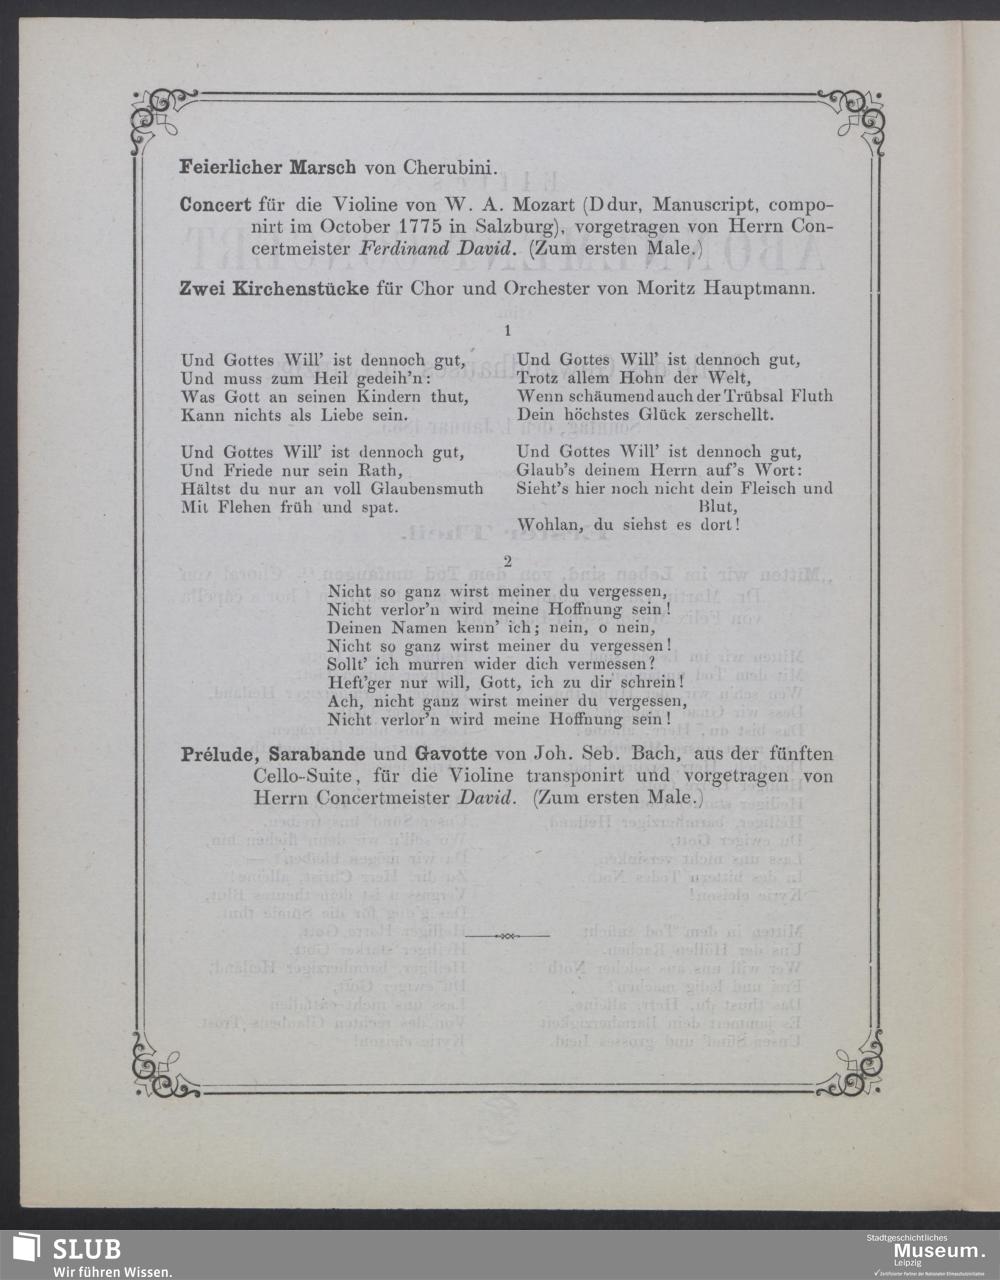 Feierlicher Marsch von Cherubini.
Concert für die Violine von W. A. Mozart (Ddur, Manuscript, compo-
nirt im October 1775 in Salzburg), vorgetragen von Herrn Con-
certmeister Ferdinand David. (Zum ersten Male.)
Zwei Kirchenstücke für Chor und Orchester von Moritz Hauptmann.
1
Und Gottes Will' ist dennoch gut,
Und muss zum Heil gedeih'n:
Was Gott an seinen Kindern thut,
Kann nichts als Liebe sein.
Und Gottes Will' ist dennoch gut,
Und Friede nur sein Rath,
Hältst du nur an voll Glaubensmuth
Mit Flehen früh und spat.
Und Gottes Will' ist dennoch gut,
Trotz allem Hohn der Welt,
Wenn schäumend auch der Trübsal Fluth
Dein höchstes Glück zerschellt.
Und Gottes Will' ist dennoch gut,
Glaub's deinem Herrn auf's Wort:
Sieht's hier noch nicht dein Fleisch und
Blut,
Wohlan, du siehst es dort!
2
Nicht so ganz wirst meiner du vergessen,
Nicht verlor'n wird meine Hoffnung sein!
Deinen Namen kenn' ich; nein, o nein,
Nicht so ganz wirst meiner du vergessen!
Sollt' ich murren wider dich vermessen?
Heft'ger nur will, Gott, ich zu dir schrein!
Ach, nicht ganz wirst meiner du vergessen,
Nicht verlor'n wird meine Hoffnung sein!
Prélude, Sarabande und Gavotte von Joh. Seb. Bach, aus der fünften
Cello-Suite, für die Violine transponirt und vorgetragen von
Herrn Concertmeister David. (Zum ersten Male.)
SLUB
Wir führen Wissen.
Stadtgeschichtliches
Museum.
Leipzig